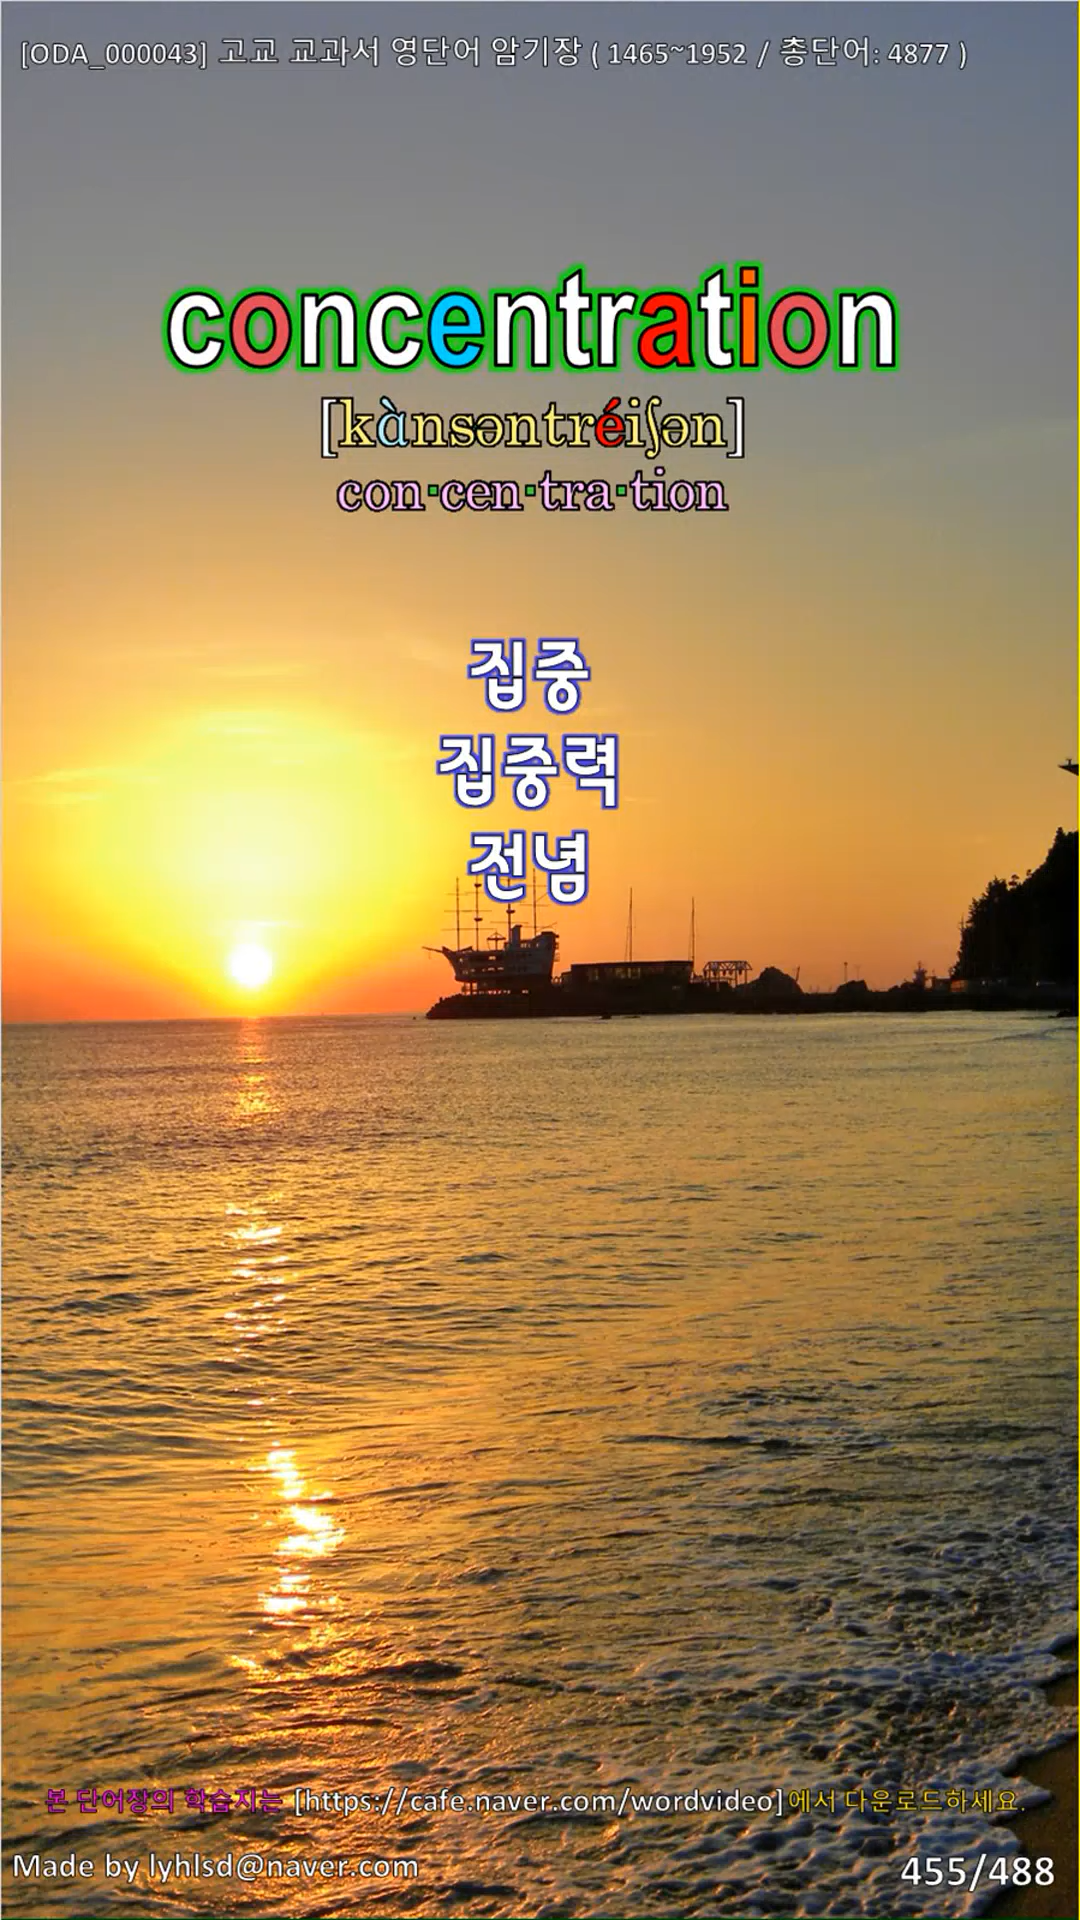 [ODA_000043] 고교 교과서 영단어 암기장 ( 1465~1952 / 총단어: 4877 )
concentration
[kὰnsəntréiʃən]
con·cen·tra·tion
집중
집중력
전념
본 단어장의 학습지는 [https://cafe.naver.com/wordvideo]에서 다운로드하세요.
Made by lyhlsd@naver.com
455/488